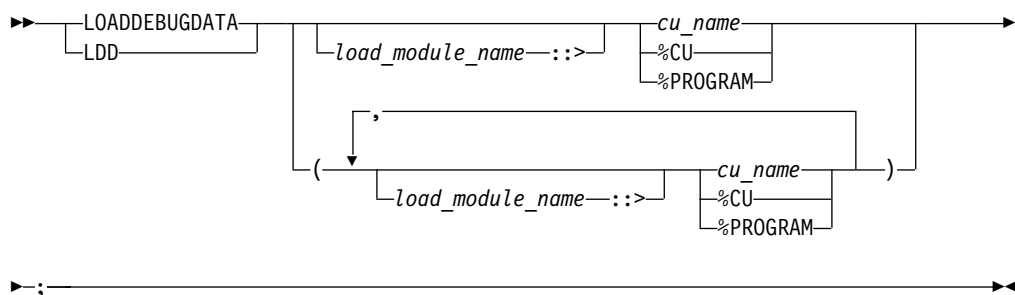 LOADDEBUGDATA cu_name
LDD load_module_name ::> %CU
%PROGRAM
,
( cu_name )
load_module_name ::> %CU
%PROGRAM
;